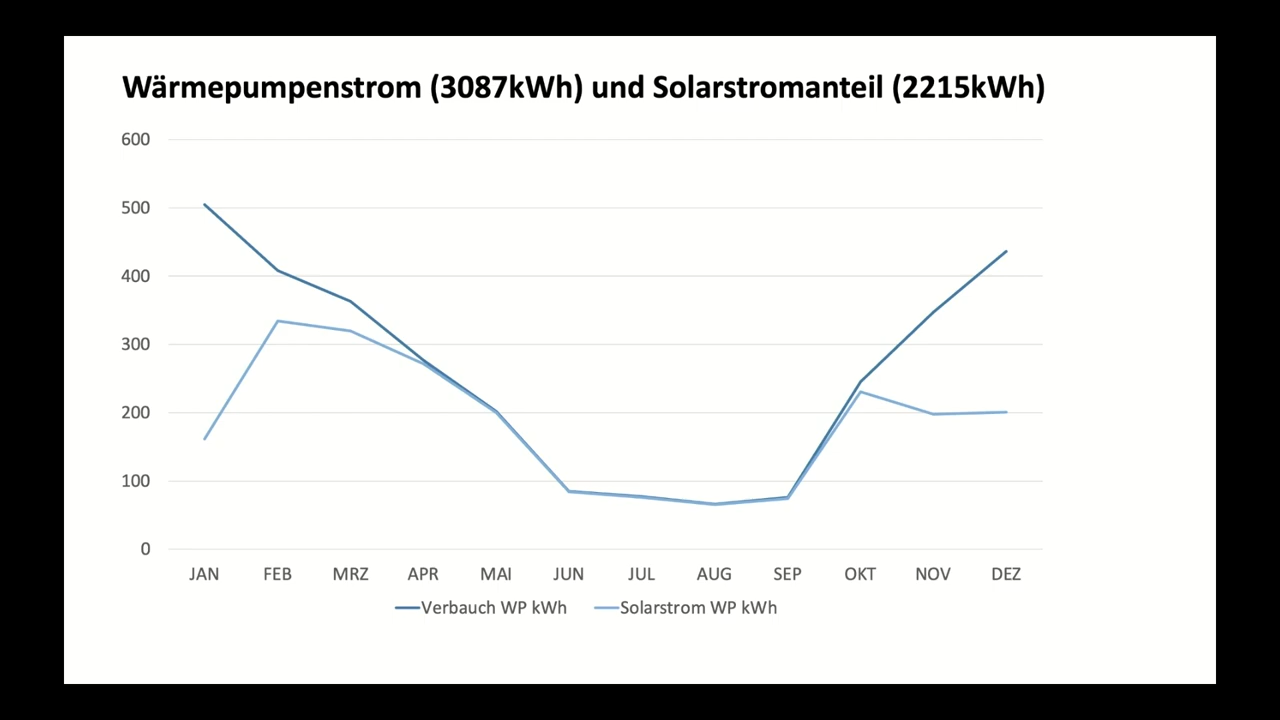 Wärmepumpenstrom (3087kWh) und Solarstromanteil (2215kWh)
600
500
400
300
200
100
0
JAN FEB MRZ APR MAI JUN JUL AUG SEP OKT NOV DEZ
Verbauch WP kWh Solarstrom WP kWh